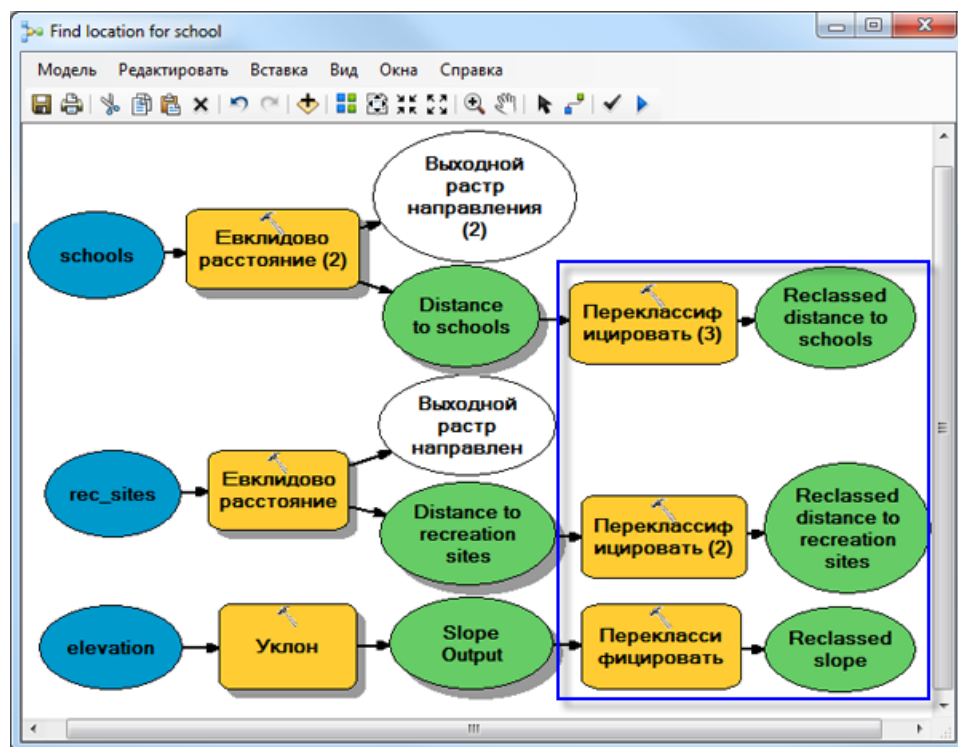 Find location for school
Модель Редактировать Вставка Вид Окна Справка
Выходной
растр
направления
(2)
schools
Евклидово
расстояние (2)
Distance
to schools
Переклассиф
ицировать (3)
Reclassed
distance to
schools
Выходной
растр
направлен
rec_sites
Евклидово
расстояние
Distance to
recreation
sites
Переклассиф
ицировать (2)
Reclassed
distance to
recreation
sites
elevation
Уклон
Slope
Output
Перекласси
фицировать
Reclassed
slope